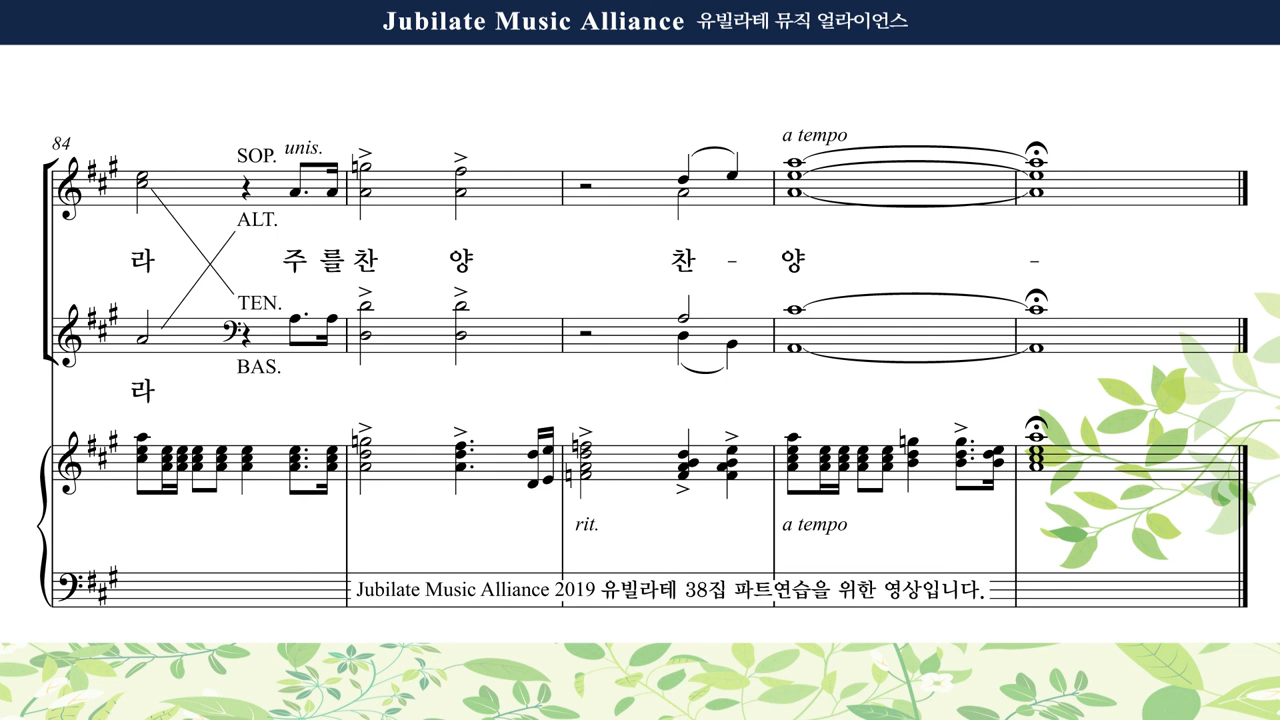 Jubilate Music Alliance 유빌라테 뮤직 얼라이언스
84
SOP. unis.
a tempo
ALT.
라 주를찬 양 찬 - 양 -
TEN.
BAS.
라
rit.
a tempo
Jubilate Music Alliance 2019 유빌라테 38집 파트연습을 위한 영상입니다.